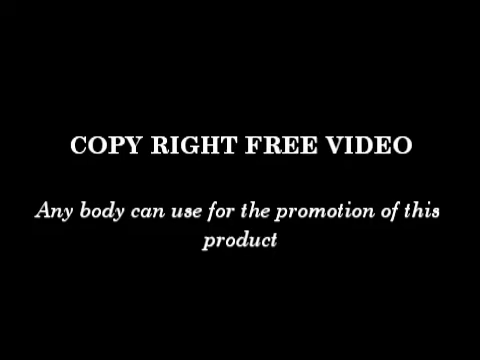 COPY RIGHT FREE VIDEO
Any body can use for the promotion of this
product